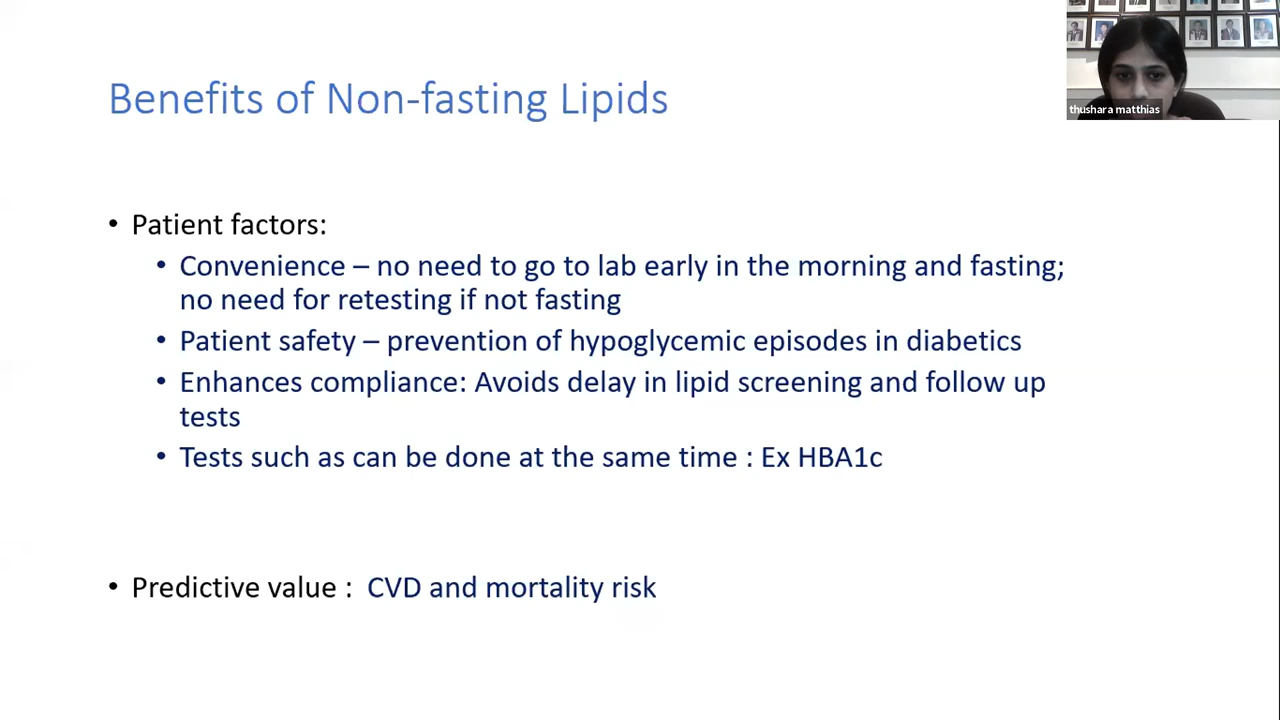 thushara matthias
Benefits of Non-fasting Lipids
• Patient factors:
• Convenience – no need to go to lab early in the morning and fasting;
no need for retesting if not fasting
• Patient safety – prevention of hypoglycemic episodes in diabetics
• Enhances compliance: Avoids delay in lipid screening and follow up
tests
• Tests such as can be done at the same time : Ex HBA1c
• Predictive value : CVD and mortality risk